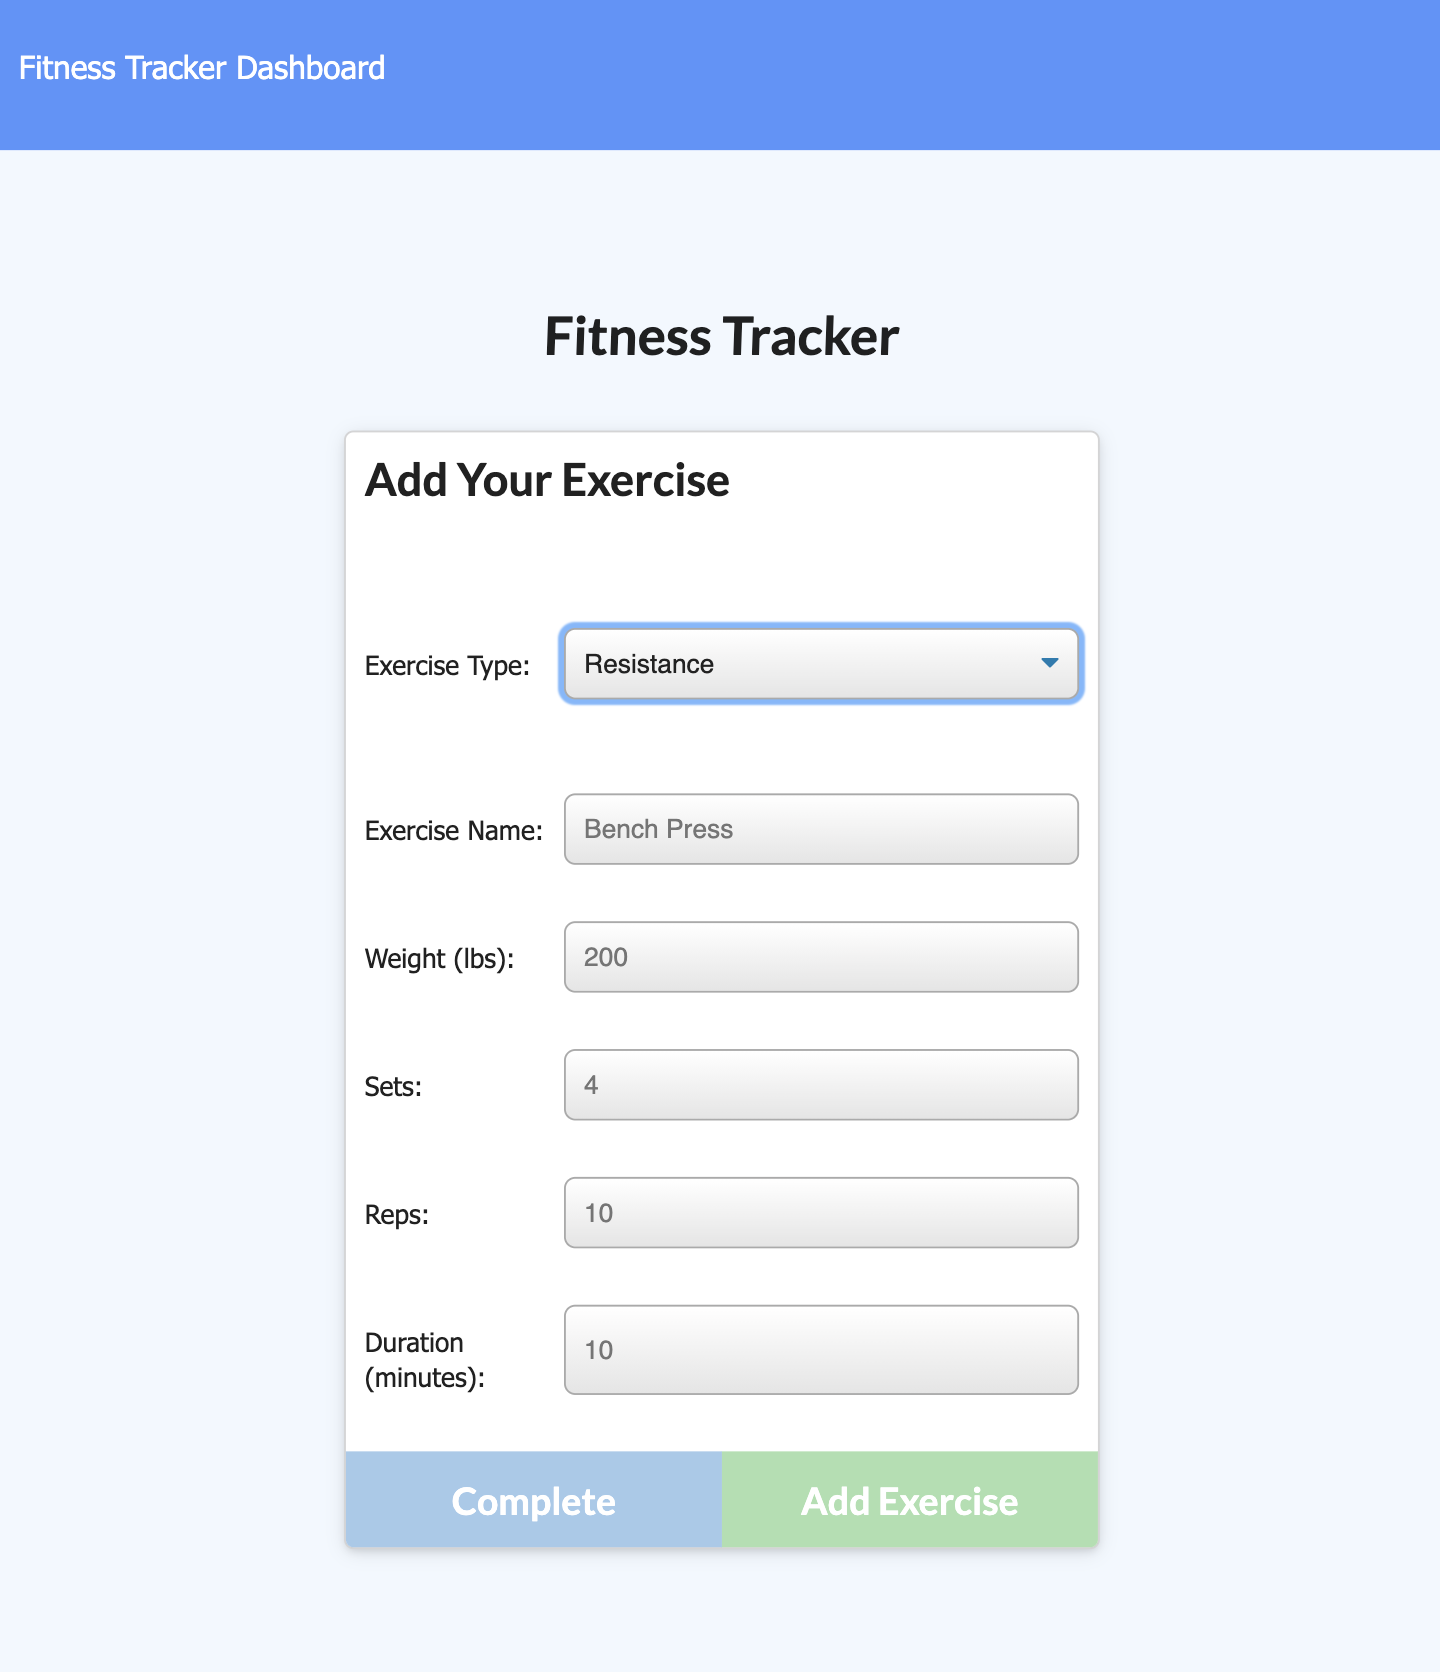 Fitness Tracker Dashboard
Fitness Tracker
Add Your Exercise
Exercise Type: Resistance
Exercise Name: Bench Press
Weight (lbs): 200
Sets: 4
Reps: 10
Duration (minutes): 10
Complete Add Exercise